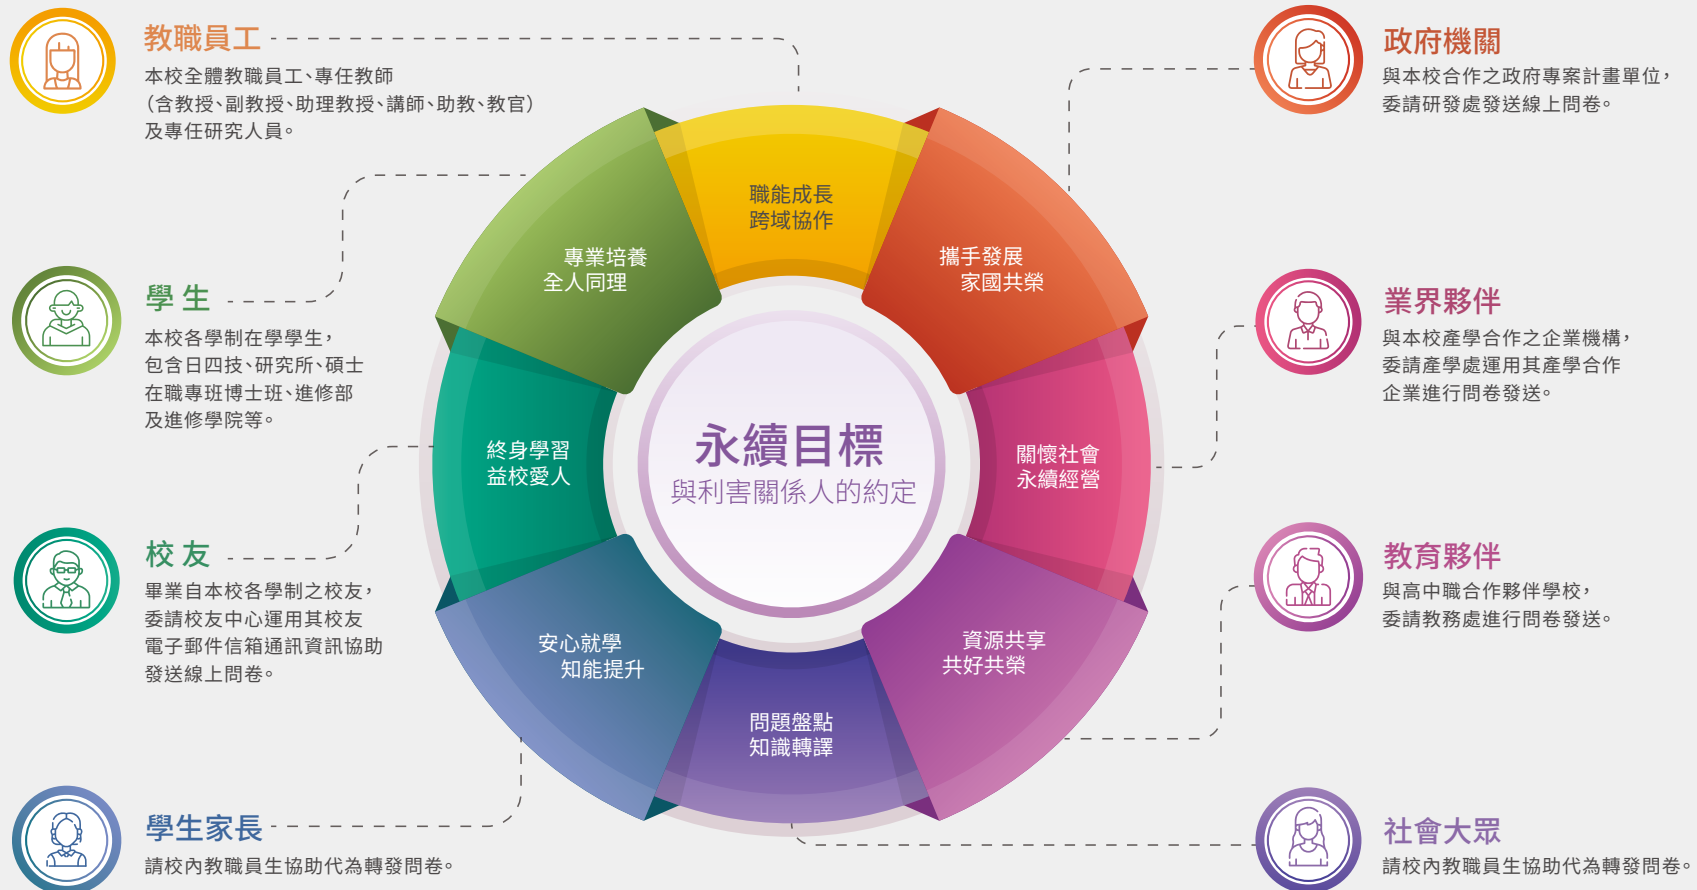 教職員工
本校全體教職員工、專任教師
（含教授、副教授、助理教授、講師、助教、教官）
及專任研究人員。
學生
本校各學制在學學生，
包含日四技、研究所、碩士
在職專班博士班、進修部
及進修學院等。
校友
畢業自本校各學制之校友，
委請校友中心運用其校友
電子郵件信箱通訊資訊協助
發送線上問卷。
學生家長
請校內教職員生協助代為轉發問卷。
職能成長
跨域協作
專業培養
全人同理
攜手發展
家國共榮
終身學習
益校愛人
永續目標
與利害關係人的約定
關懷社會
永續經營
安心就學
知能提升
資源共享
共好共榮
問題盤點
知識轉譯
政府機關
與本校合作之政府專案計畫單位，
委請研發處發送線上問卷。
業界夥伴
與本校產學合作之企業機構，
委請產學處運用其產學合作
企業進行問卷發送。
教育夥伴
與高中職合作夥伴學校，
委請教務處進行問卷發送。
社會大眾
請校內教職員生協助代為轉發問卷。